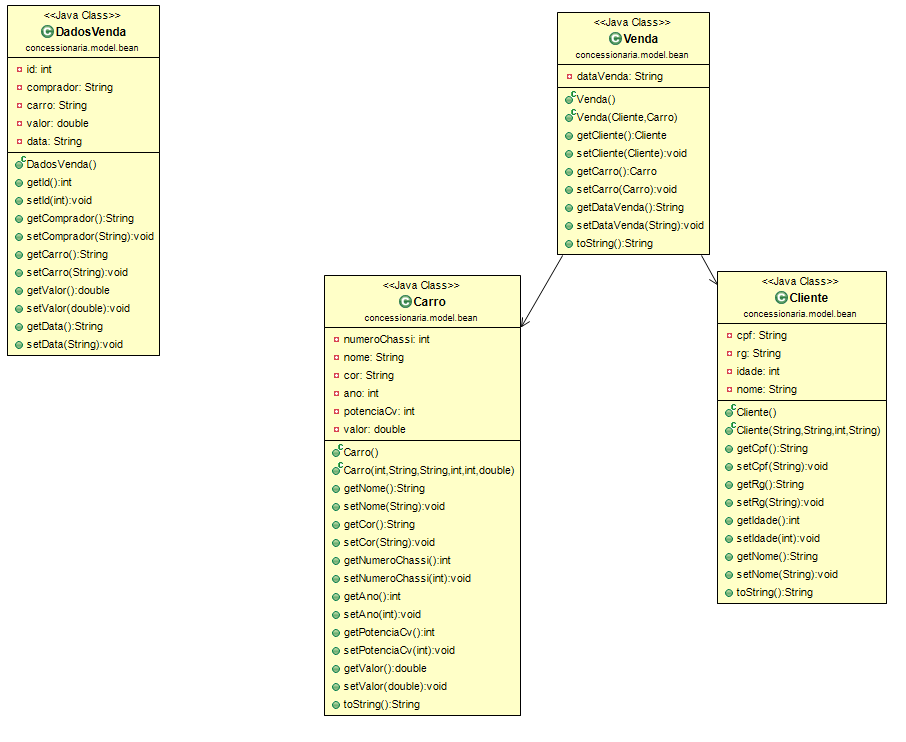 <<Java Class>>
DadosVenda
concessionaria.model.bean
id: int
comprador: String
carro: String
valor: double
data: String
DadosVenda()
getId():int
setId(int):void
getComprador():String
setComprador(String):void
getCarro():String
setCarro(String):void
getValor():double
setValor(double):void
getData():String
setData(String):void
<<Java Class>>
Venda
concessionaria.model.bean
dataVenda: String
Venda()
Venda(Cliente,Carro)
getCliente():Cliente
setCliente(Cliente):void
getCarro():Carro
setCarro(Carro):void
getDataVenda():String
setDataVenda(String):void
toString():String
<<Java Class>>
Carro
concessionaria.model.bean
numeroChassi: int
nome: String
cor: String
ano: int
potenciaCv: int
valor: double
Carro()
Carro(int,String,String,int,int,double)
getNome():String
setNome(String):void
getCor():String
setCor(String):void
getNumeroChassi():int
setNumeroChassi(int):void
getAno():int
setAno(int):void
getPotenciaCv():int
setPotenciaCv(int):void
getValor():double
setValor(double):void
toString():String
<<Java Class>>
Cliente
concessionaria.model.bean
cpf: String
rg: String
idade: int
nome: String
Cliente()
Cliente(String,String,int,String)
getCpf():String
setCpf(String):void
getRg():String
setRg(String):void
getIdade():int
setIdade(int):void
getNome():String
setNome(String):void
toString():String